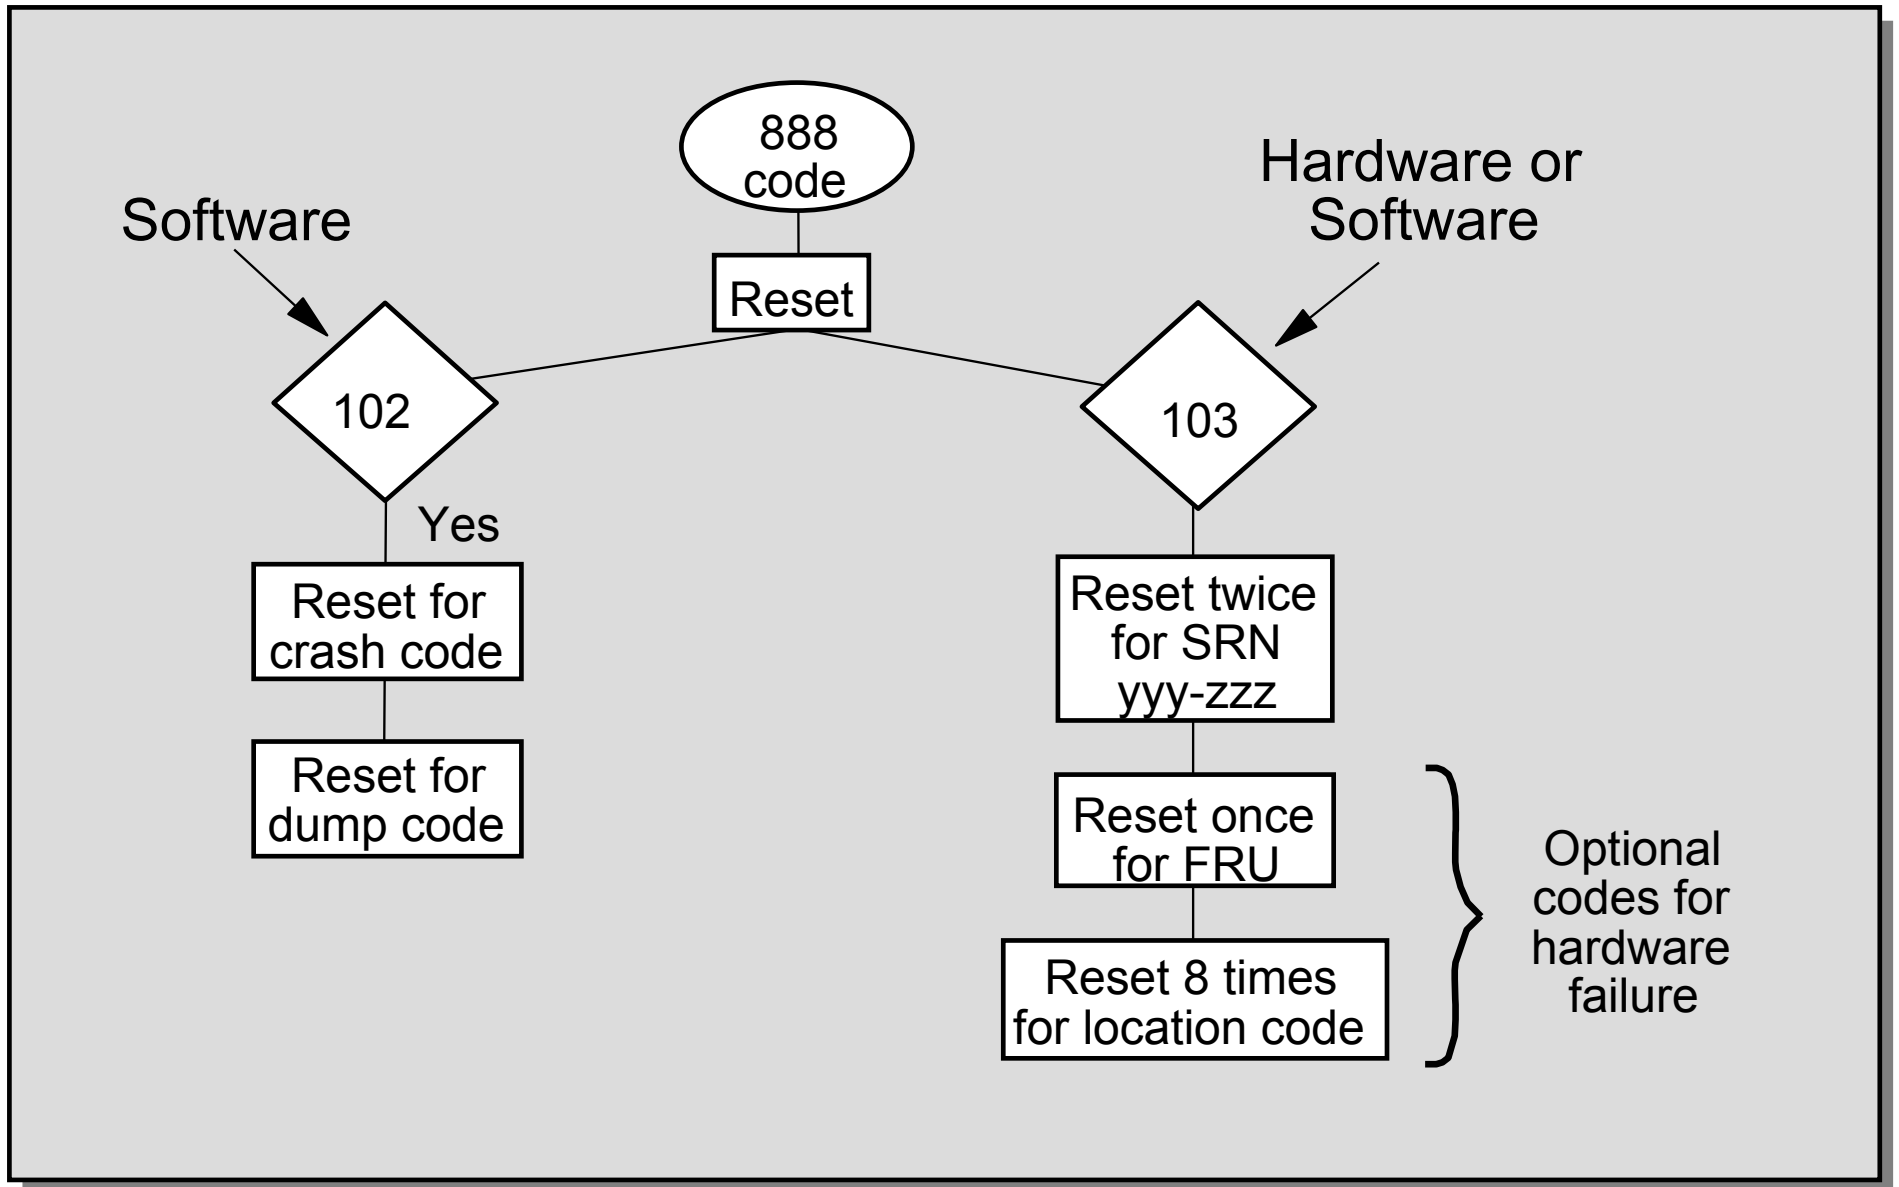 888
code
Software
Hardware or
Software
Reset
102
103
Yes
Reset for
crash code
Reset for
dump code
Reset twice
for SRN
yyy-zzz
Reset once
for FRU
Reset 8 times
for location code
Optional
codes for
hardware
failure